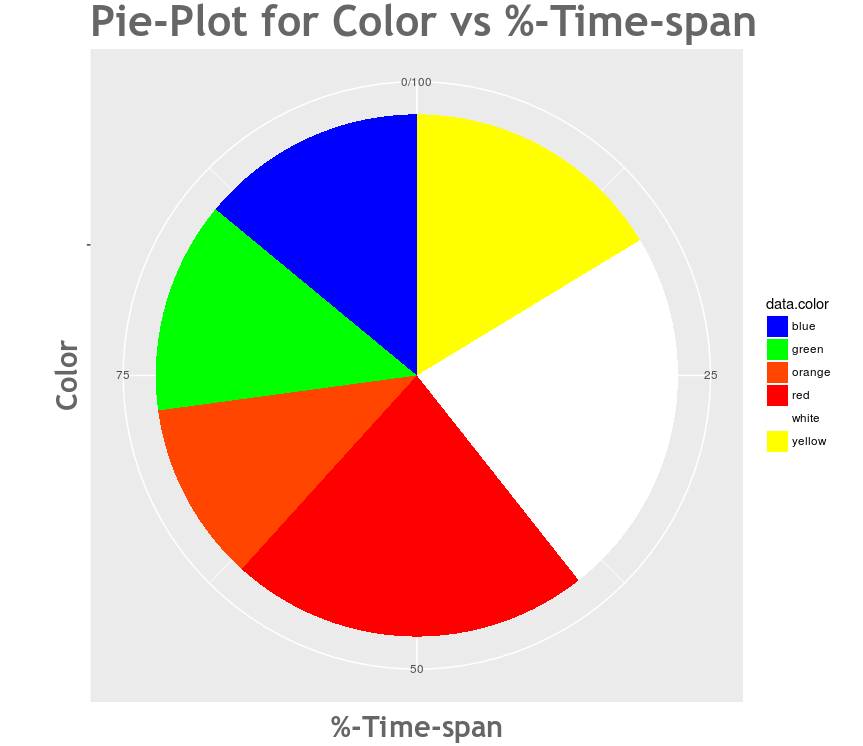 Pie-Plot for Color vs %-Time-span
0/100
-
75
25
50
Color
%-Time-span
data.color
blue
green
orange
red
white
yellow